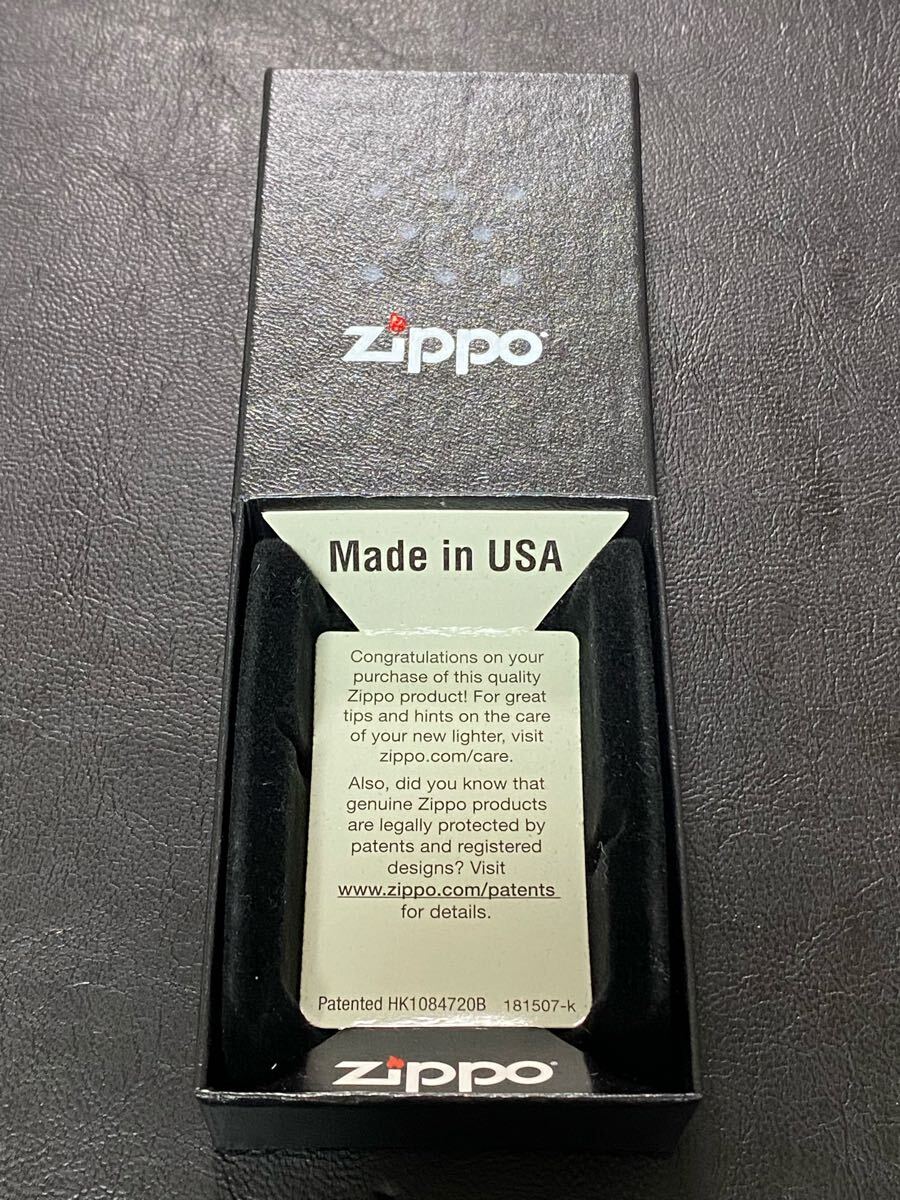 zippo
Made in USA
Congratulations on your
purchase of this quality
Zippo product! For great
tips and hints on the care
of your new lighter, visit
zippo.com/care.
Also, did you know that
genuine Zippo products
are legally protected by
patents and registered
designs? Visit
www.zippo.com/patents
for details.
Patented HK1084720B 181507-k
zippo